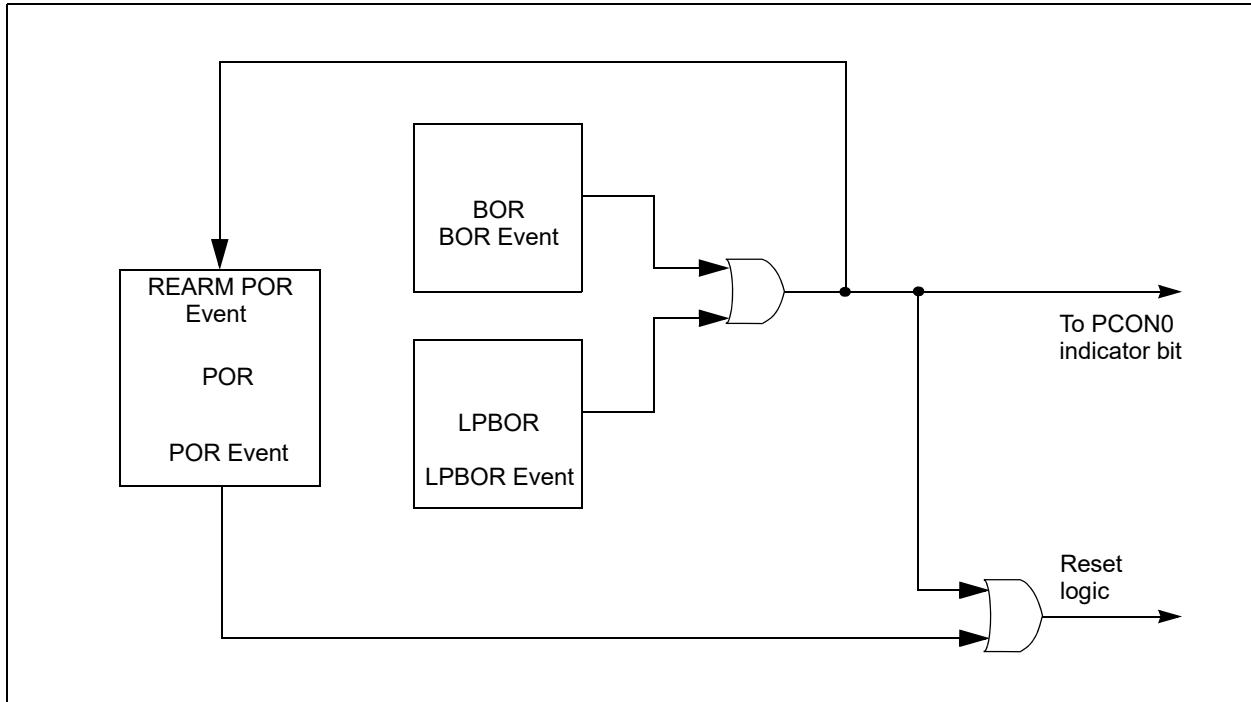 BOR
BOR Event
REARM POR
Event
POR
POR Event
LPBOR
LPBOR Event
To PCON0
indicator bit
Reset
logic